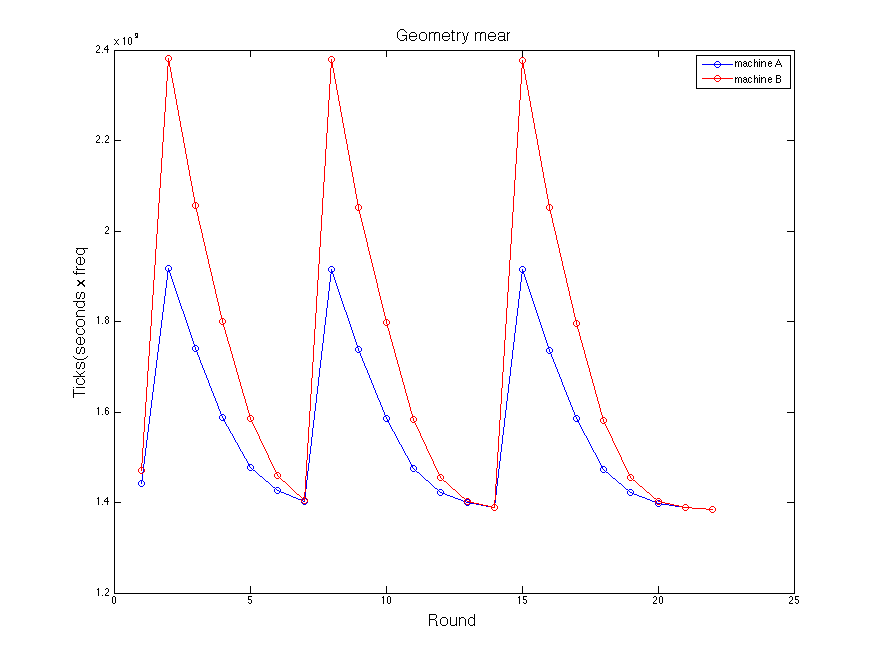 Geometry mear
x 10^9
machine A
machine B
2.4
2.2
2
1.8
1.6
1.4
1.2
Ticks(seconds x freq
0 5 10 15 20 25
Round